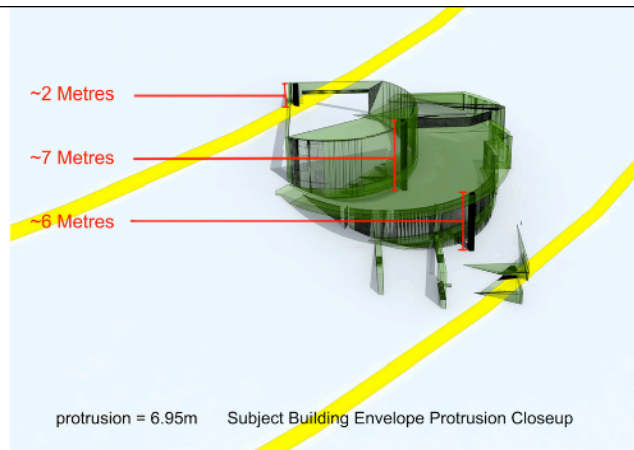 ~2 Metres
~7 Metres
~6 Metres
protrusion = 6.95m Subject Building Envelope Protrusion Closeup